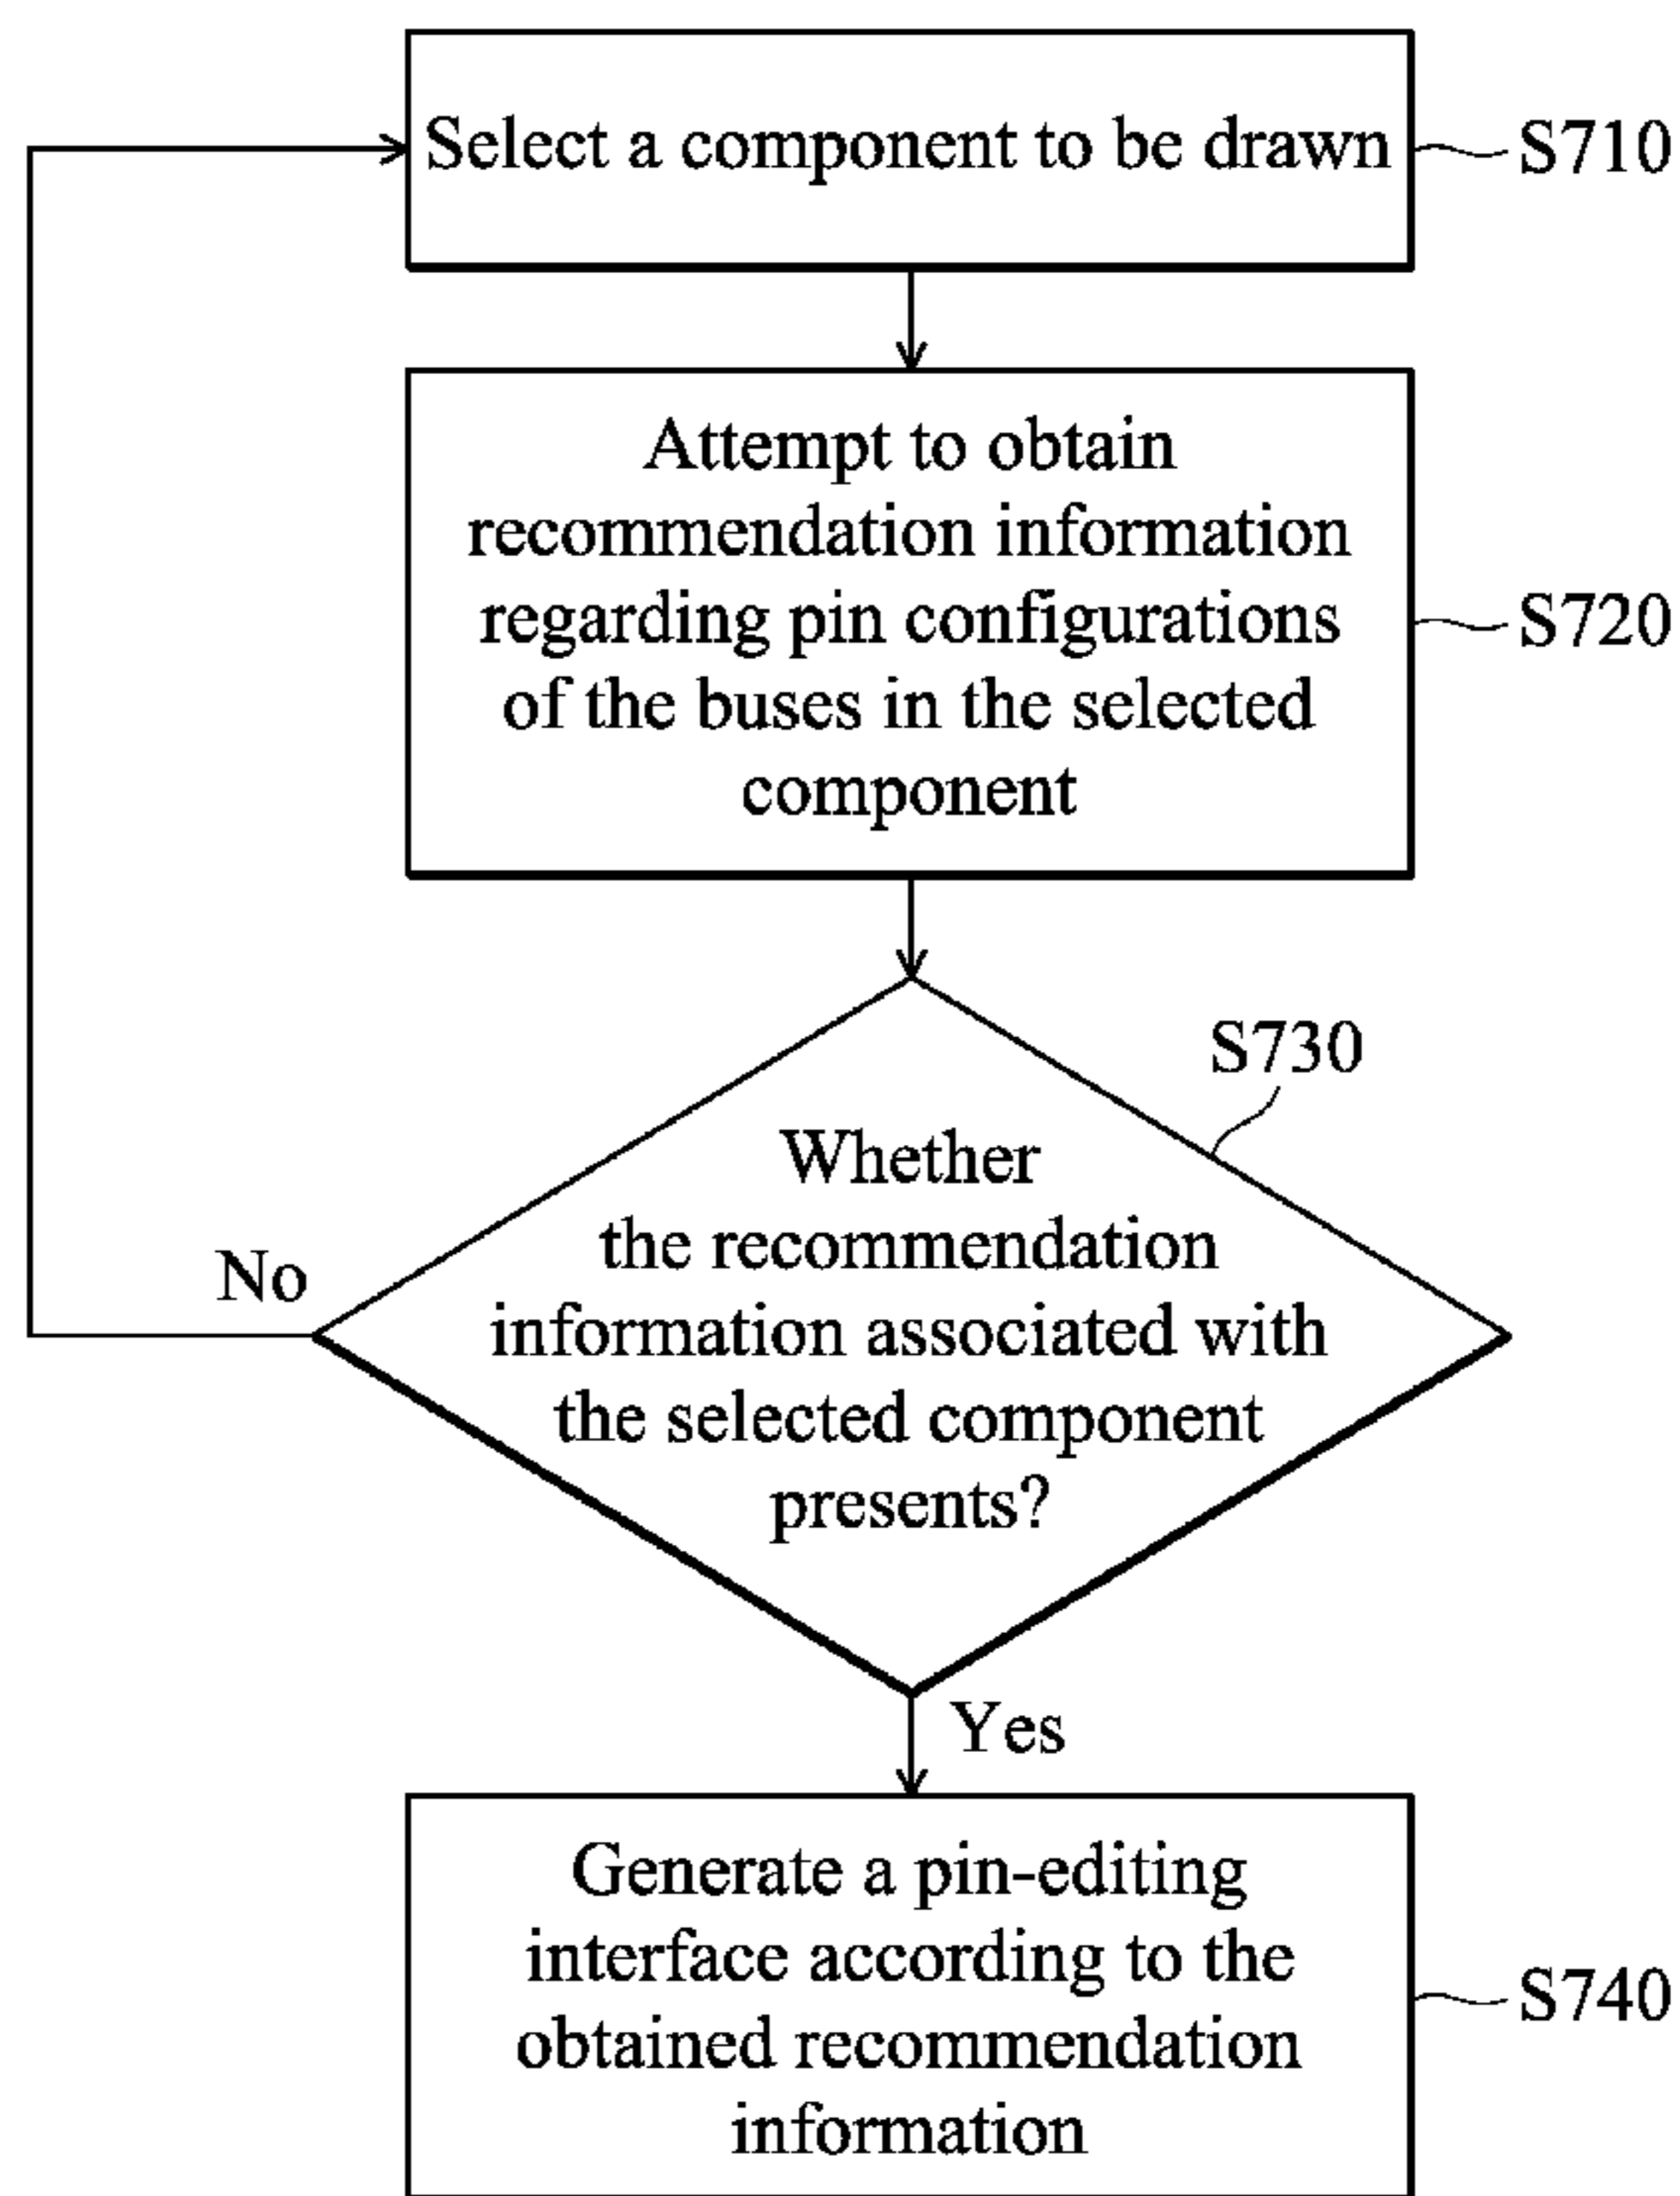 Select a component to be drawn
S710
Attempt to obtain
recommendation information
regarding pin configurations
of the buses in the selected
component
S720
S730
Whether
the recommendation
information associated with
the selected component
presents?
No
Yes
Generate a pin-editing
interface according to the
obtained recommendation
information
S740